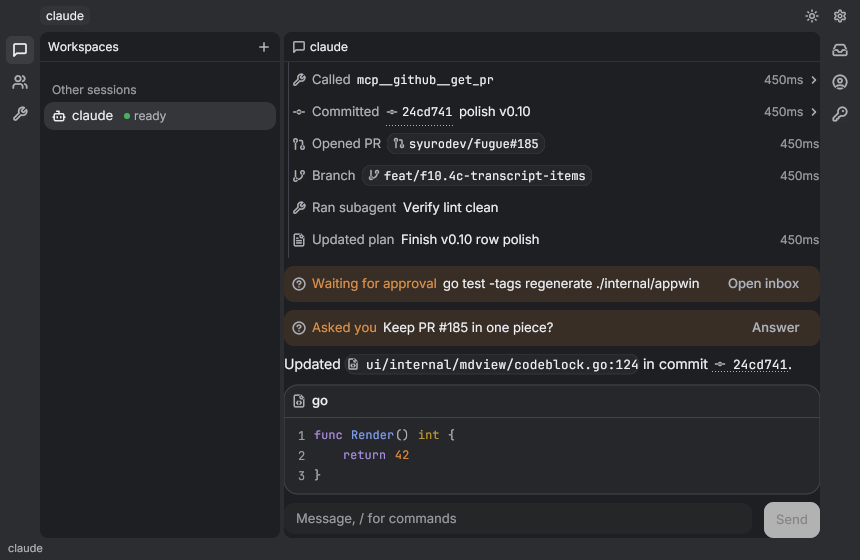 claude
Workspaces
Other sessions
claude ready
claude
Called mcp__github__get_pr 450ms
Committed 24cd741 polish v0.10 450ms
Opened PR syurodev/fugue#185 450ms
Branch feat/f10.4c-transcript-items 450ms
Ran subagent Verify lint clean
Updated plan Finish v0.10 row polish 450ms
Waiting for approval go test -tags regenerate ./internal/appwin Open inbox
Asked you Keep PR #185 in one piece? Answer
Updated ui/internal/mdview/codeblock.go:124 in commit 24cd741.
go
1 func Render() int {
2     return 42
3 }
Message, / for commands Send
claude